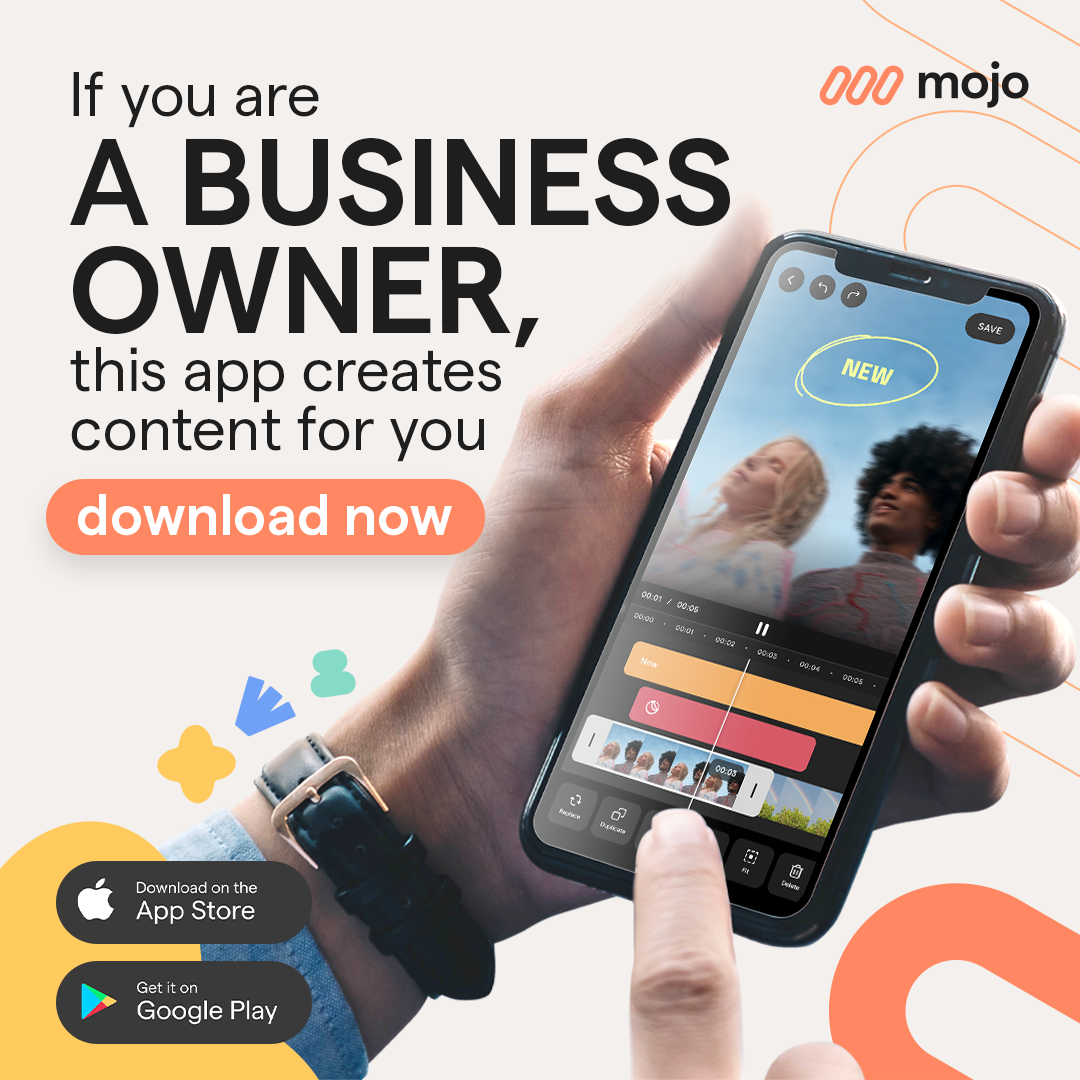 If you are
mojo
A BUSINESS
OWNER,
this app creates
content for you
download now
SAVE
NEW
00:01 / 00:05
00:00 · 00:01 · 00:02 · 00:03 · 00:04 · 00:05 ·
New
00:03
Replace
Duplicate
Fit
Delete
Download on the
App Store
Get it on
Google Play